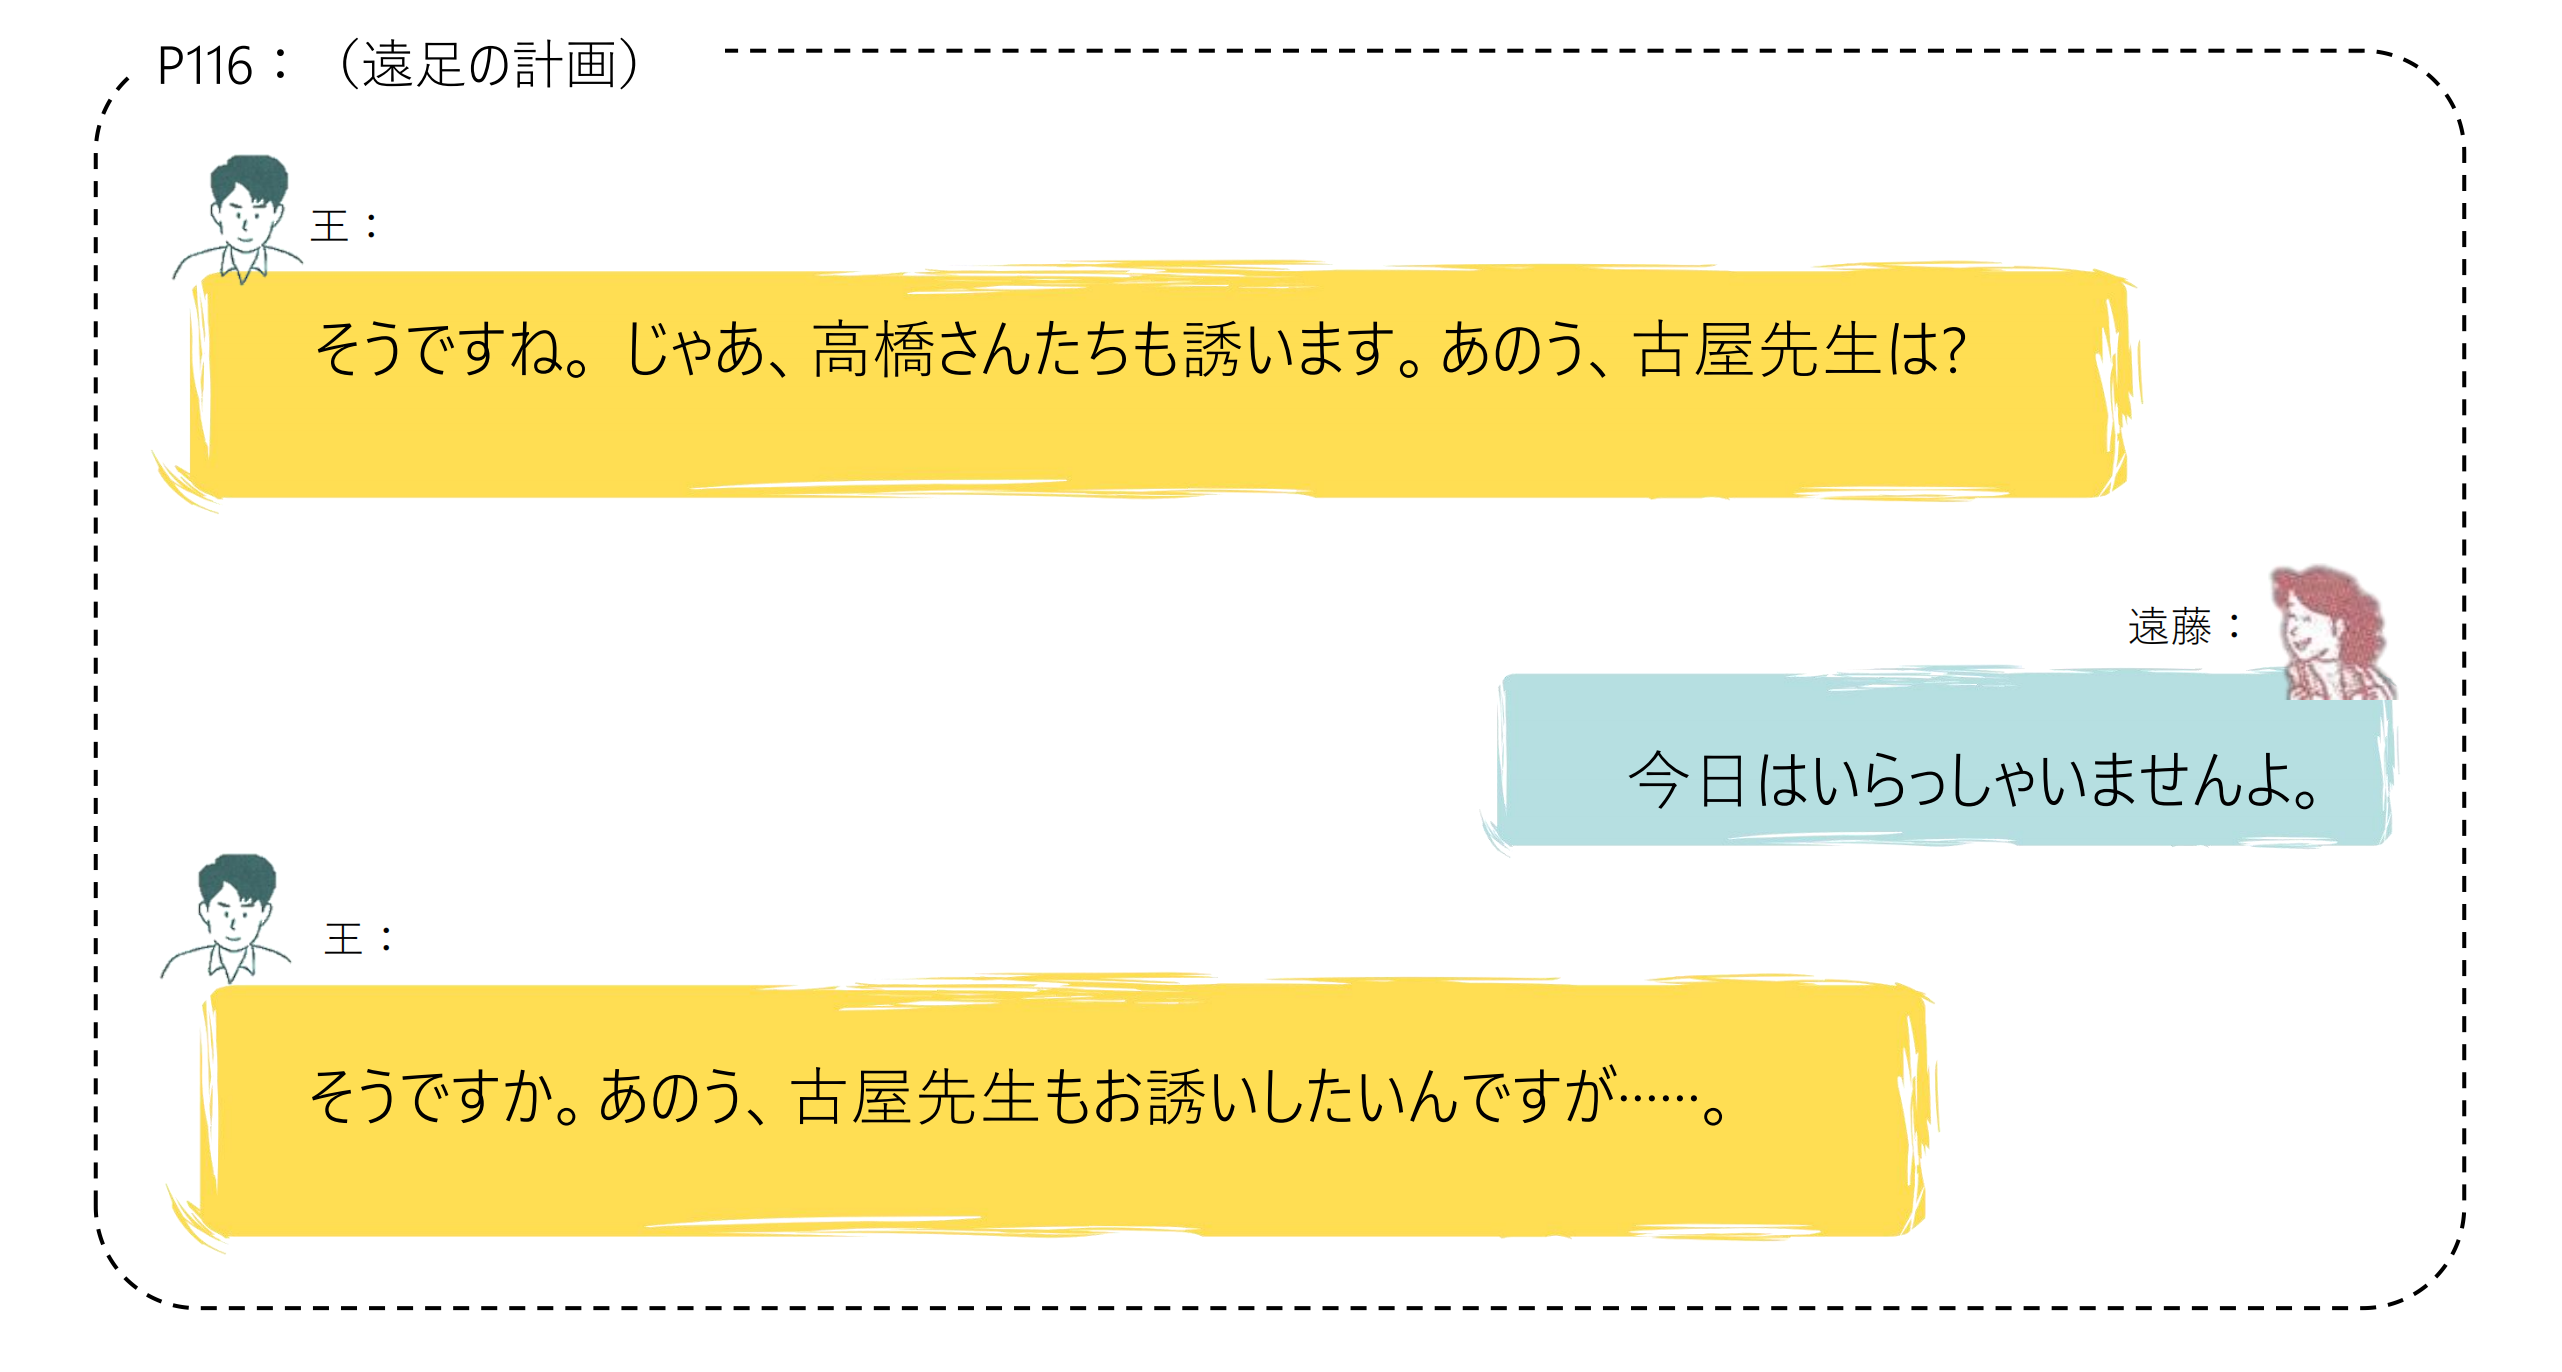 P116：（遠足の計画）
王：
そうですね。じゃあ、高橋さんたちも誘います。あのう、古屋先生は?
遠藤：
今日はいらっしゃいませんよ。
王：
そうですか。あのう、古屋先生もお誘いしたいんですが……。